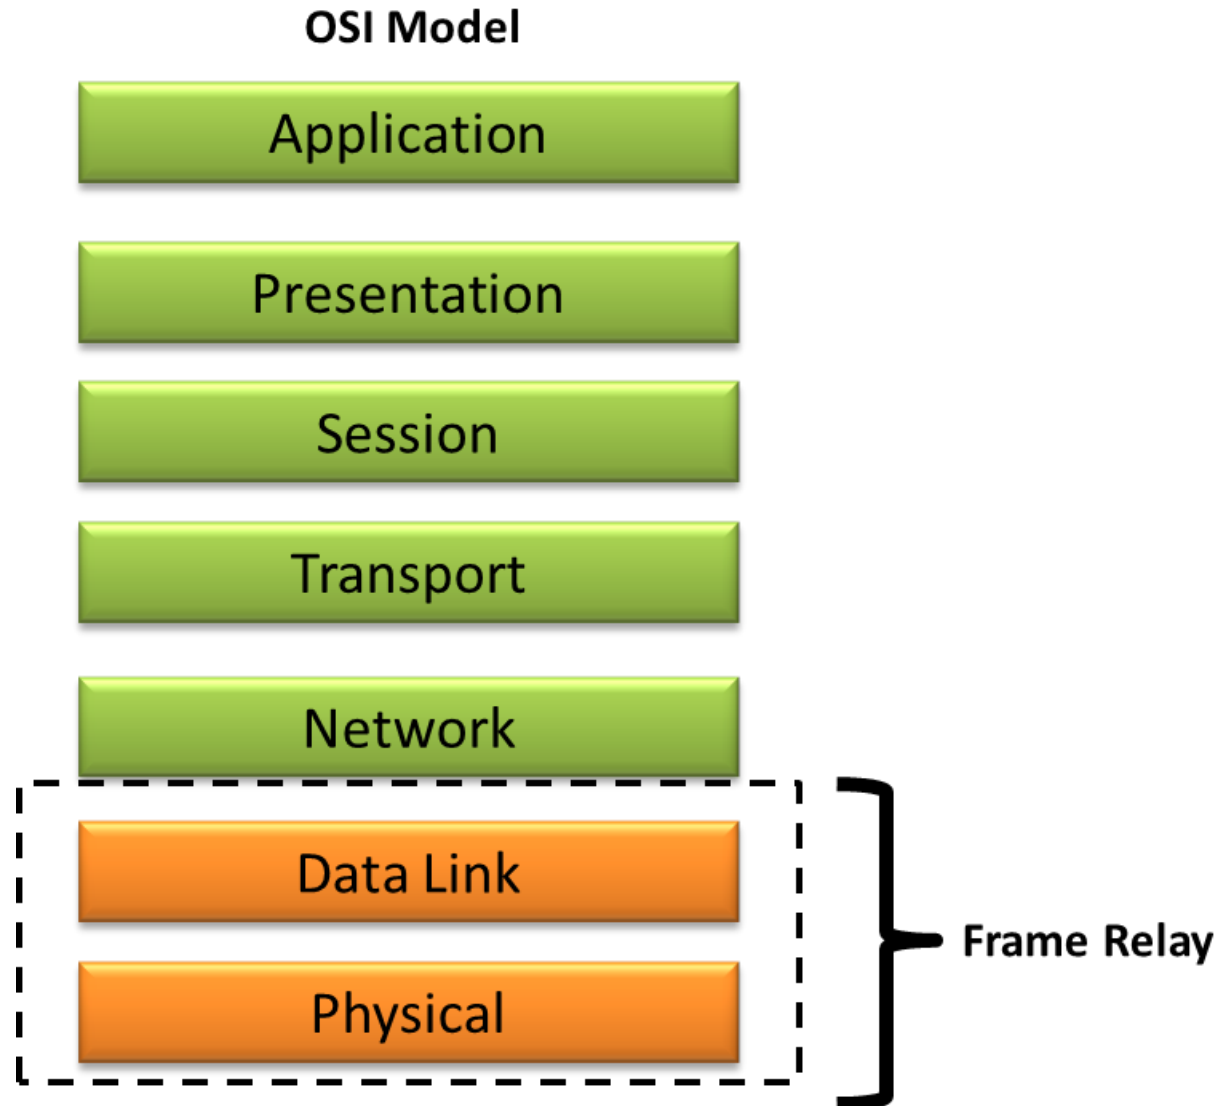 OSI Model
Application
Presentation
Session
Transport
Network
Data Link
Physical
Frame Relay